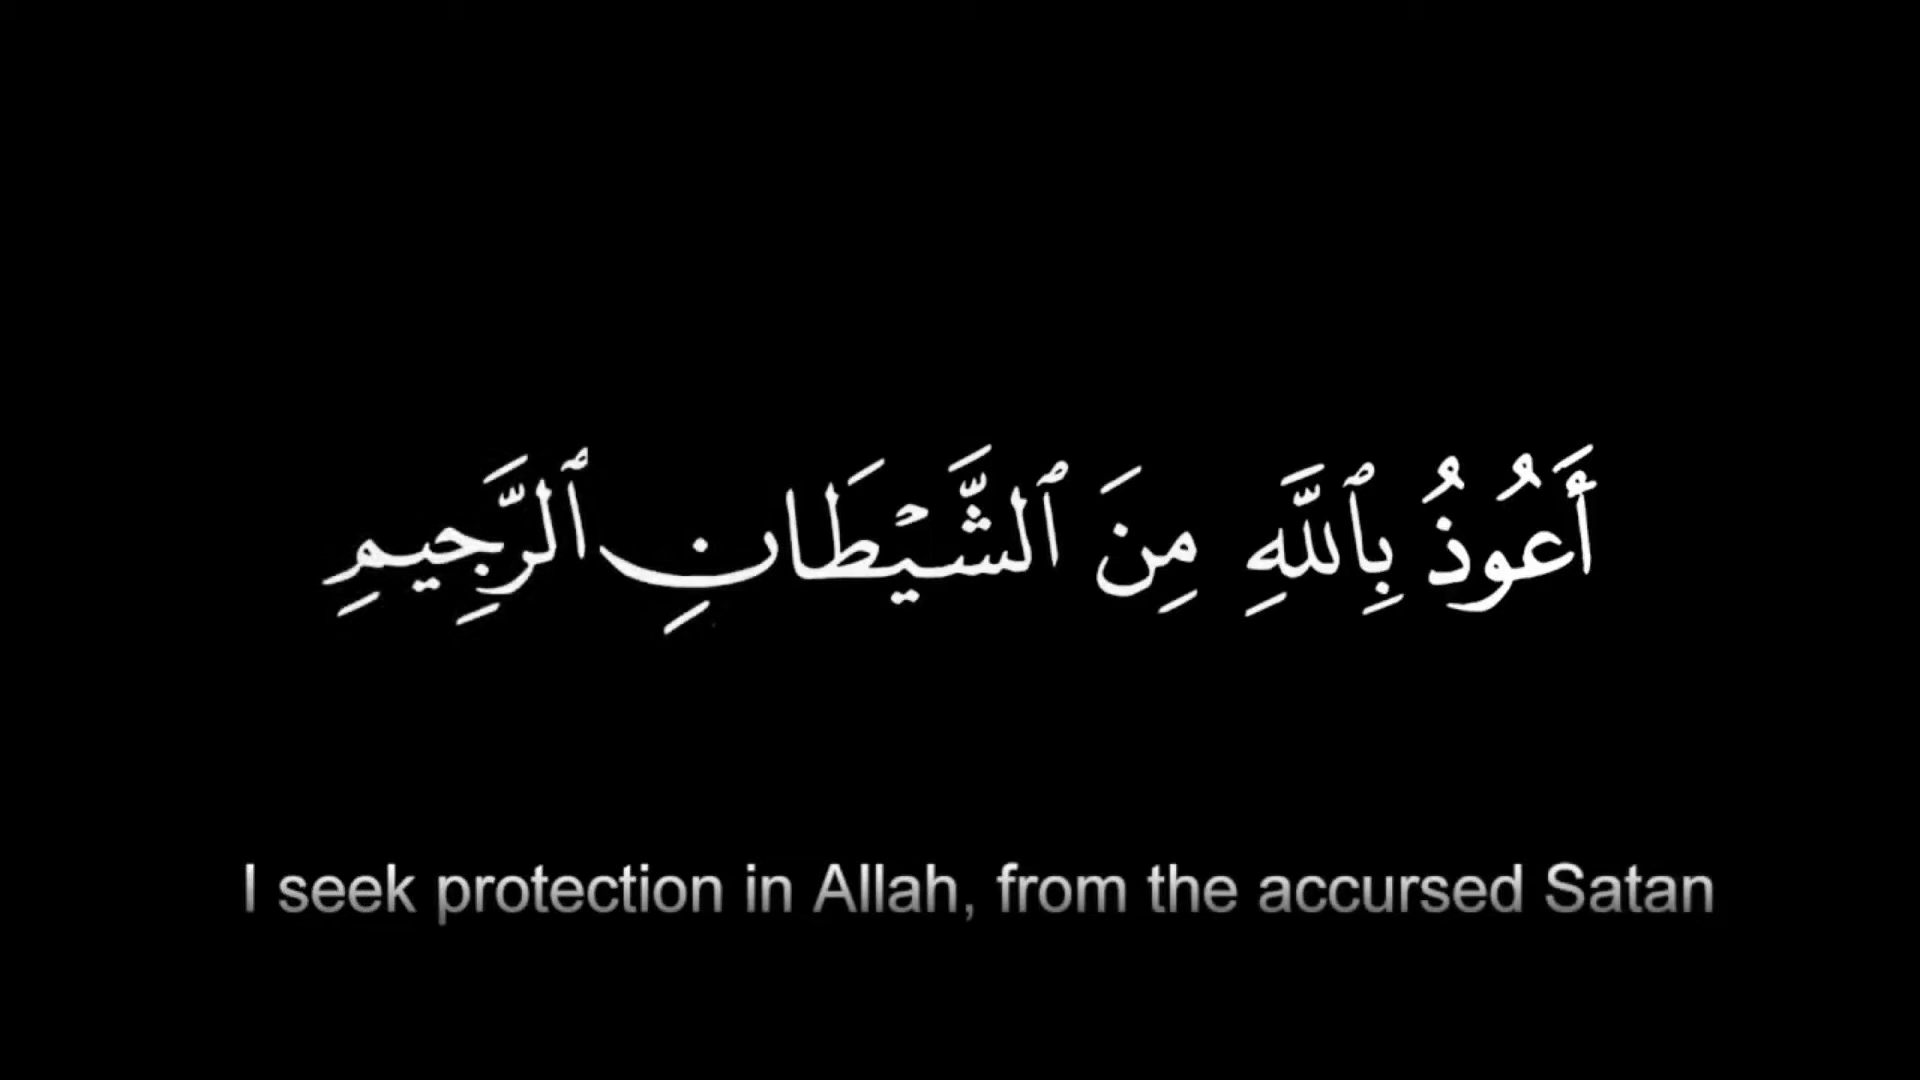 أَعُوذُ بِٱللَّهِ مِنَ ٱلشَّيْطَانِ ٱلرَّجِيمِ
I seek protection in Allah, from the accursed Satan